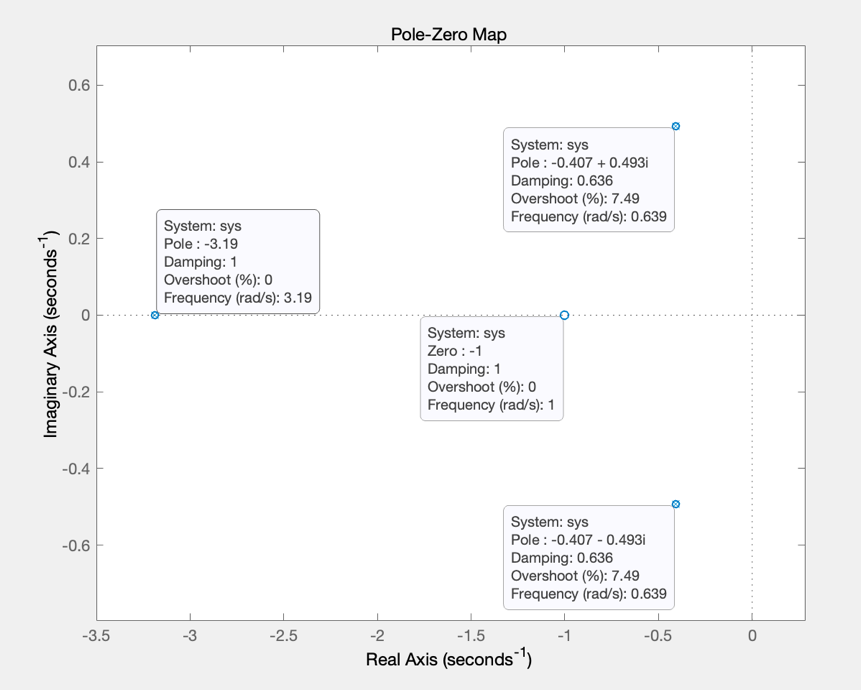 Pole-Zero Map
0.6
0.4
0.2
0
-0.2
-0.4
-0.6
Imaginary Axis (seconds⁻¹)
System: sys
Pole : -0.407 + 0.493i
Damping: 0.636
Overshoot (%): 7.49
Frequency (rad/s): 0.639
System: sys
Pole : -3.19
Damping: 1
Overshoot (%): 0
Frequency (rad/s): 3.19
System: sys
Zero : -1
Damping: 1
Overshoot (%): 0
Frequency (rad/s): 1
System: sys
Pole : -0.407 - 0.493i
Damping: 0.636
Overshoot (%): 7.49
Frequency (rad/s): 0.639
-3.5 -3 -2.5 -2 -1.5 -1 -0.5 0
Real Axis (seconds⁻¹)